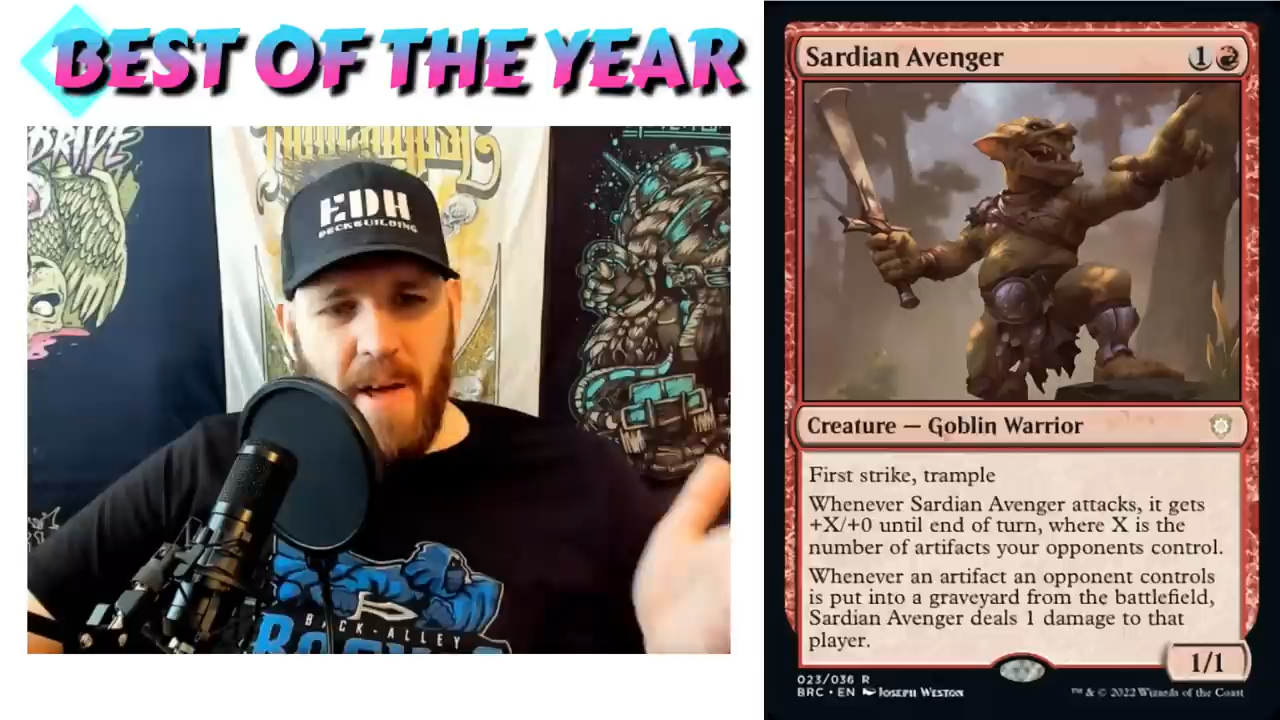 BEST OF THE YEAR
BRIDE
EDH
DECKBUILDING
BACK-ALLEY
Sardian Avenger
1
Creature — Goblin Warrior
First strike, trample
Whenever Sardian Avenger attacks, it gets
+X/+0 until end of turn, where X is the
number of artifacts your opponents control.
Whenever an artifact an opponent controls
is put into a graveyard from the battlefield,
Sardian Avenger deals 1 damage to that
player.
1/1
023/036 R
BRC • EN Joseph Weston
™ & © 2022 Wizards of the Coast